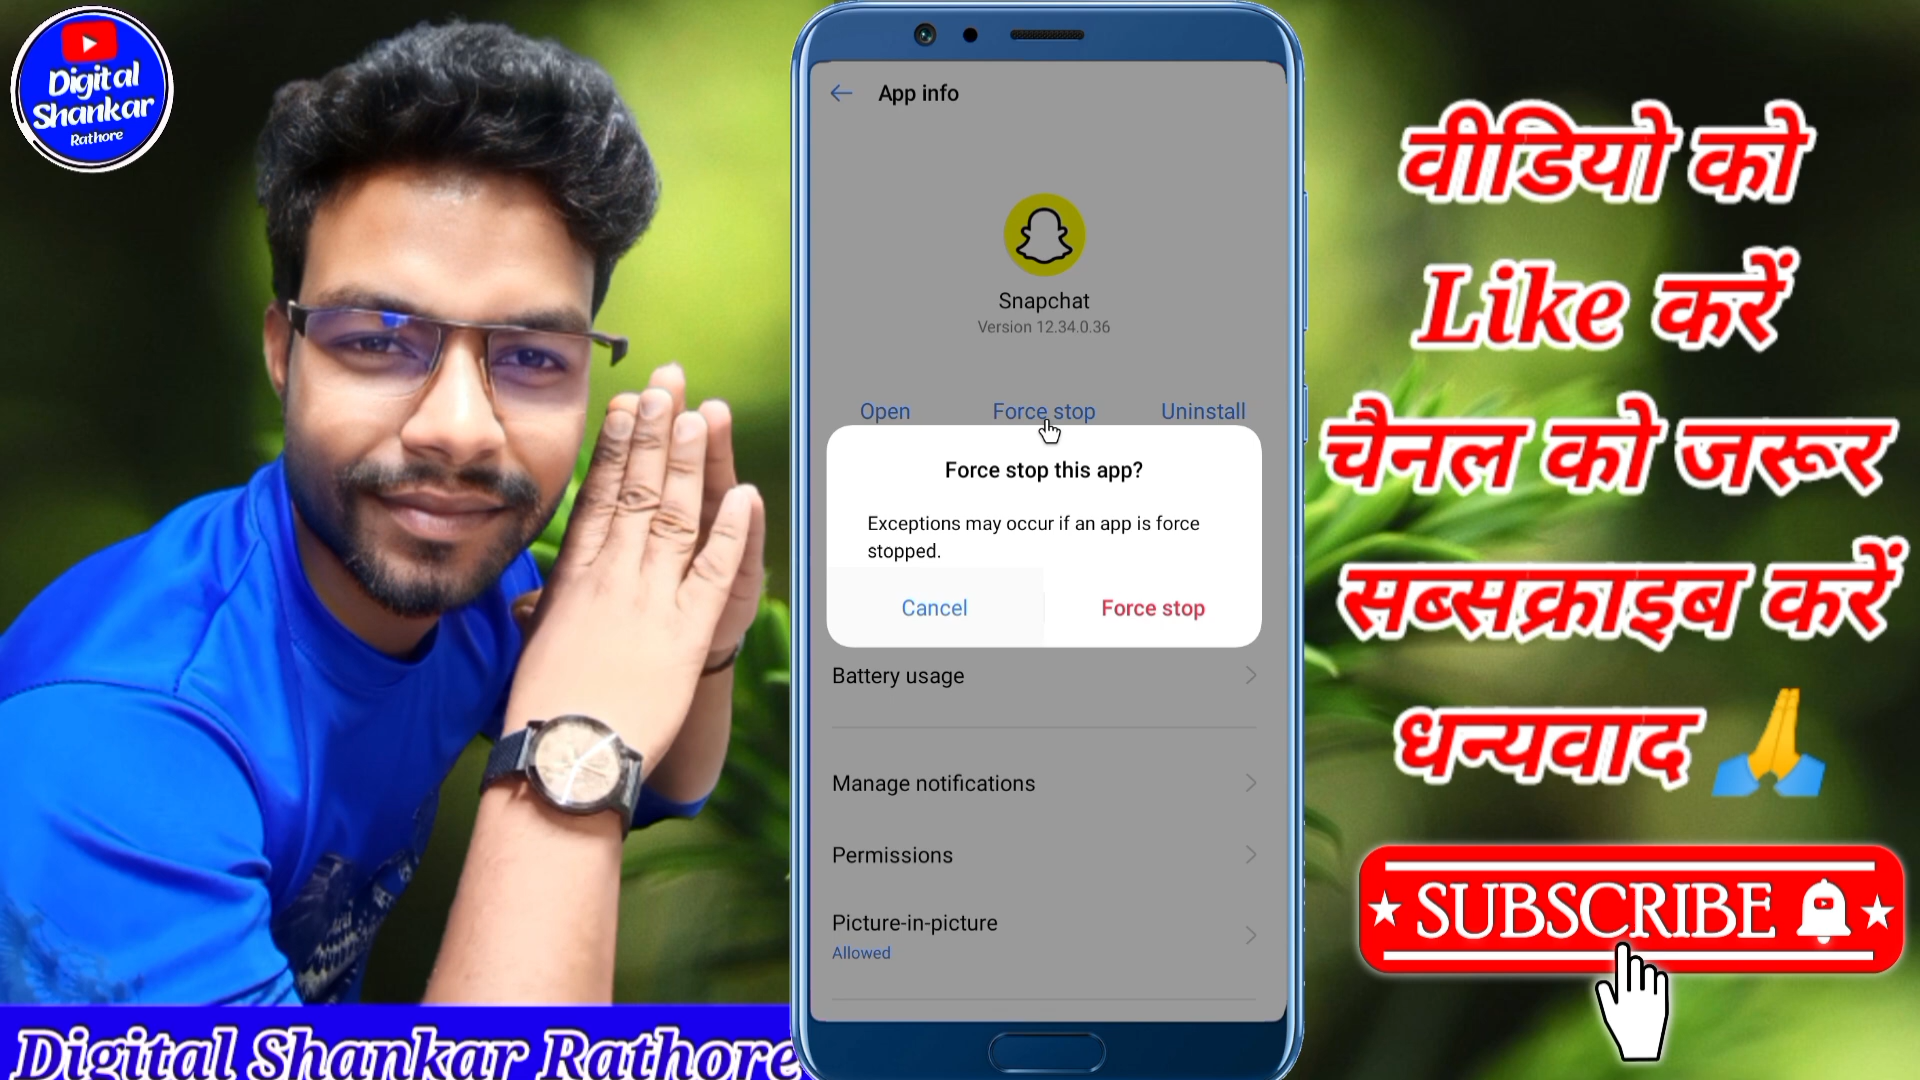 Digital
Shankar
Rathore
App info
Snapchat
Version 12.34.0.36
Open Force stop Uninstall
Force stop this app?
Exceptions may occur if an app is force
stopped.
Cancel Force stop
Battery usage
Manage notifications
Permissions
Picture-in-picture
Allowed
वीडियो को
Like करें
चैनल को जरूर
सब्सक्राइब करें
धन्यवाद 🙏
SUBSCRIBE
Digital Shankar Rathore